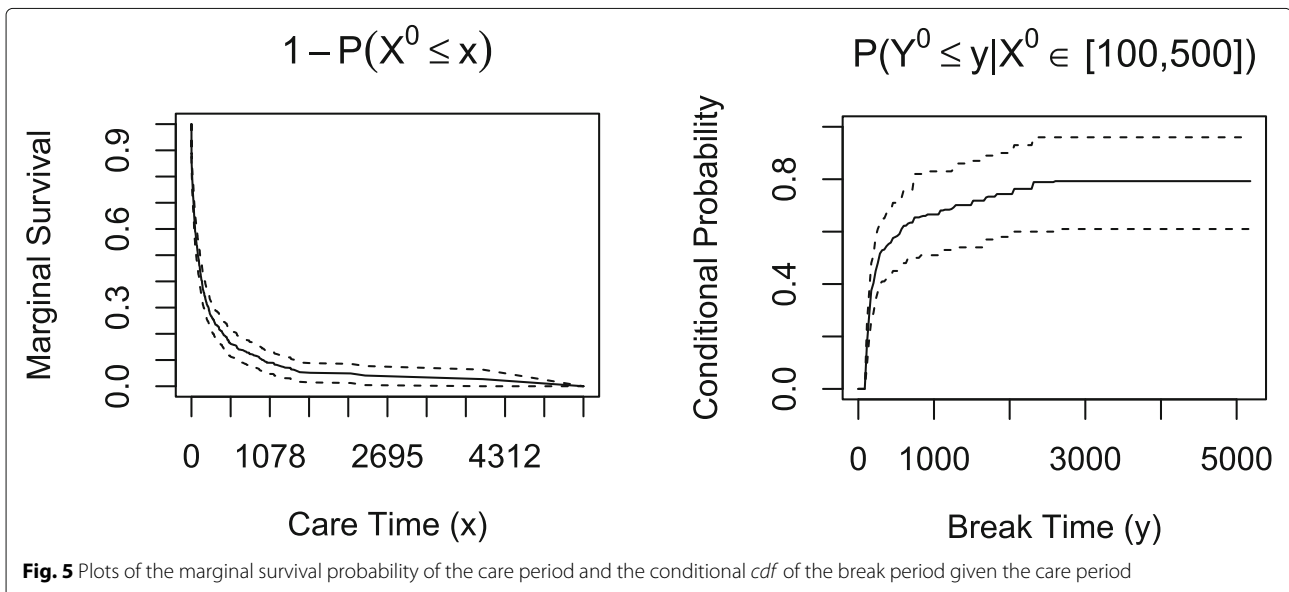 1 − P(X⁰ ≤ x)
Marginal Survival
0.0 0.3 0.6 0.9
0 1078 2695 4312
Care Time (x)
P(Y⁰ ≤ y|X⁰ ∈ [100,500])
Conditional Probability
0.0 0.4 0.8
0 1000 3000 5000
Break Time (y)
Fig. 5 Plots of the marginal survival probability of the care period and the conditional cdf of the break period given the care period